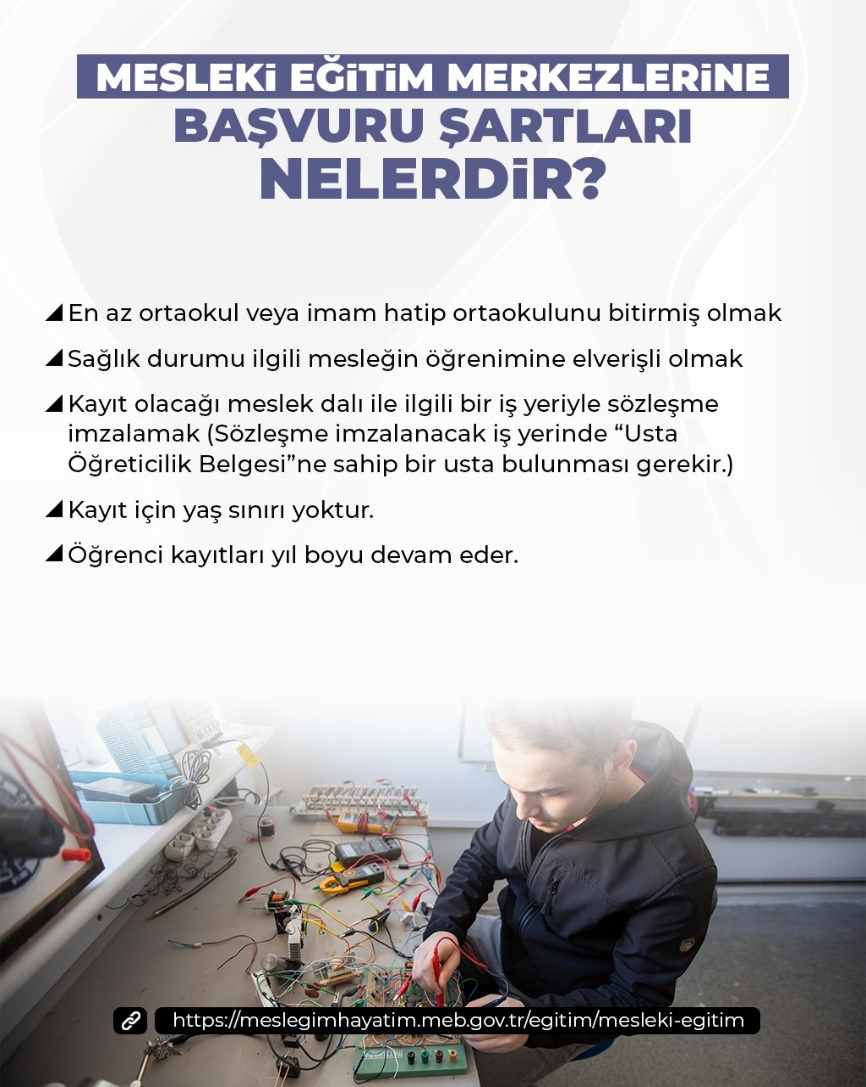 MESLEKİ EĞİTİM MERKEZLERİNE
BAŞVURU ŞARTLARI
NELERDİR?
En az ortaokul veya imam hatip ortaokulunu bitirmiş olmak
Sağlık durumu ilgili mesleğin öğrenimine elverişli olmak
Kayıt olacağı meslek dalı ile ilgili bir iş yeriyle sözleşme
imzalamak (Sözleşme imzalanacak iş yerinde “Usta
Öğreticilik Belgesi”ne sahip bir usta bulunması gerekir.)
Kayıt için yaş sınırı yoktur.
Öğrenci kayıtları yıl boyu devam eder.
https://meslegimhayatim.meb.gov.tr/egitim/mesleki-egitim